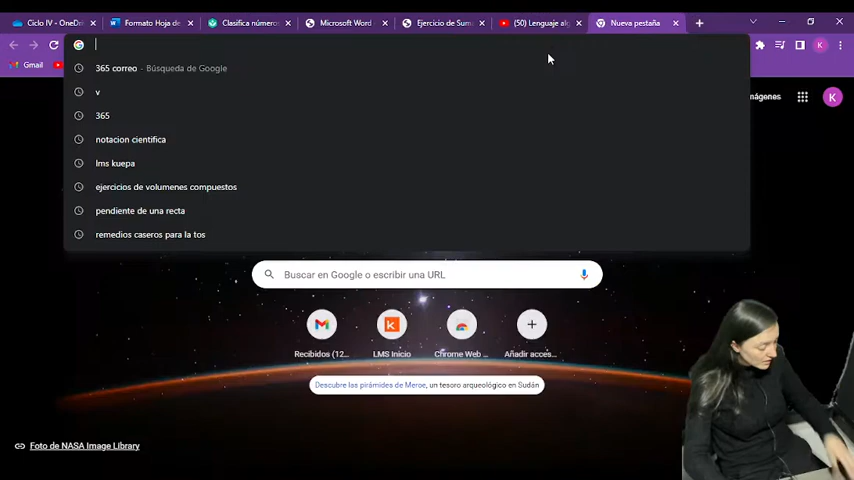 Ciclo IV - OneDri
Formato Hoja de
Clasifica número
Microsoft Word
Ejercicio de Suma
(50) Lenguaje alg
Nueva pestaña
K
Gmail
365 correo - Búsqueda de Google
v
365
notacion cientifica
lms kuepa
ejercicios de volumenes compuestos
pendiente de una recta
remedios caseros para la tos
mágenes
K
Buscar en Google o escribir una URL
Recibidos (12...
LMS Inicio
Chrome Web ...
Añadir acces...
Descubre las pirámides de Meroe, un tesoro arqueológico en Sudán
Foto de NASA Image Library